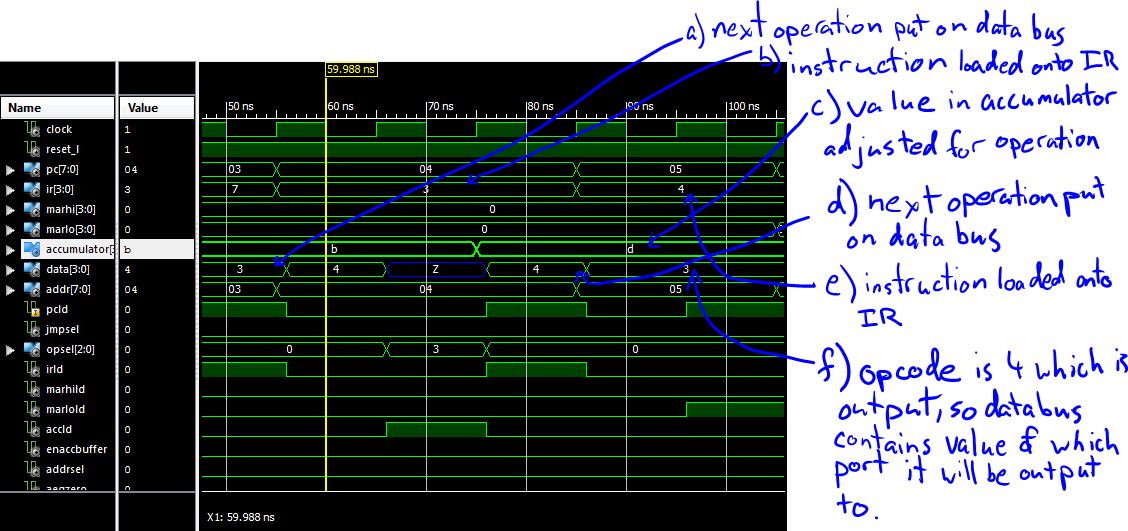 a) next operation put on data bus
b) instruction loaded onto IR
c) value in accumulator
adjusted for operation
d) next operation put
on data bus
e) instruction loaded onto
IR
f) opcode is 4 which is
output, so databus
contains value of which
port it will be output
to.
59.988 ns
Name Value
50 ns 60 ns 70 ns 80 ns 90 ns 100 ns
clock 1
reset_l 1
pc[7:0] 04 03 04 05
ir[3:0] 3 7 3 4
marhi[3:0] 0 0
marlo[3:0] 0 0
accumulator[3 b b d
data[3:0] 4 3 4 Z 4 3
addr[7:0] 04 03 04 05
pcld 0
jmpsel 0
opsel[2:0] 0 0 3 0
irld 0
marhild 0
marlold 0
accld 0
enaccbuffer 0
addrsel 0
aeqzero 0
X1: 59.988 ns